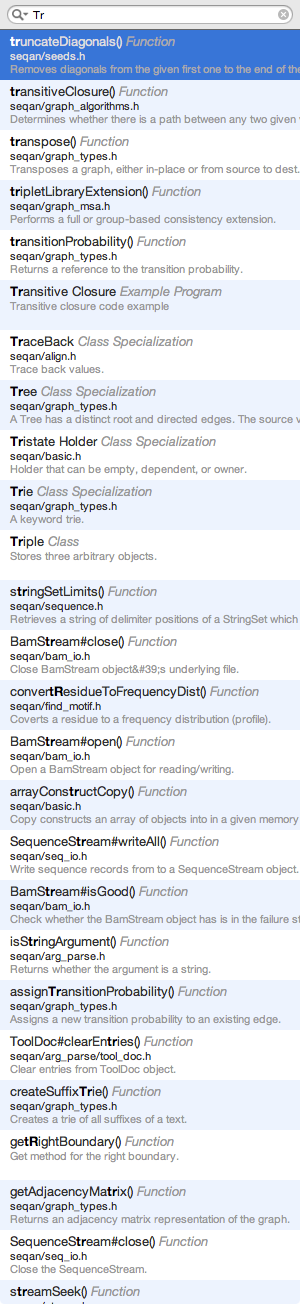 Tr
truncateDiagonals() Function
seqan/seeds.h
Removes diagonals from the given first one to the end of the
transitiveClosure() Function
seqan/graph_algorithms.h
Determines whether there is a path between any two given
transpose() Function
seqan/graph_types.h
Transposes a graph, either in-place or from source to dest.
tripletLibraryExtension() Function
seqan/graph_msa.h
Performs a full or group-based consistency extension.
transitionProbability() Function
seqan/graph_types.h
Returns a reference to the transition probability.
Transitive Closure Example Program
Transitive closure code example
TraceBack Class Specialization
seqan/align.h
Trace back values.
Tree Class Specialization
seqan/graph_types.h
A Tree has a distinct root and directed edges. The source
Tristate Holder Class Specialization
seqan/basic.h
Holder that can be empty, dependent, or owner.
Trie Class Specialization
seqan/graph_types.h
A keyword trie.
Triple Class
Stores three arbitrary objects.
stringSetLimits() Function
seqan/sequence.h
Retrieves a string of delimiter positions of a StringSet which
BamStream#close() Function
seqan/bam_io.h
Close BamStream object&#39;s underlying file.
convertResidueToFrequencyDist() Function
seqan/find_motif.h
Coverts a residue to a frequency distribution (profile).
BamStream#open() Function
seqan/bam_io.h
Open a BamStream object for reading/writing.
arrayConstructCopy() Function
seqan/basic.h
Copy constructs an array of objects into in a given memory
SequenceStream#writeAll() Function
seqan/seq_io.h
Write sequence records from to a SequenceStream object.
BamStream#isGood() Function
seqan/bam_io.h
Check whether the BamStream object has is in the failure
isStringArgument() Function
seqan/arg_parse.h
Returns whether the argument is a string.
assignTransitionProbability() Function
seqan/graph_types.h
Assigns a new transition probability to an existing edge.
ToolDoc#clearEntries() Function
seqan/arg_parse/tool_doc.h
Clear entries from ToolDoc object.
createSuffixTrie() Function
seqan/graph_types.h
Creates a trie of all suffixes of a text.
getRightBoundary() Function
Get method for the right boundary.
getAdjacencyMatrix() Function
seqan/graph_types.h
Returns an adjacency matrix representation of the graph.
SequenceStream#close() Function
seqan/seq_io.h
Close the SequenceStream.
streamSeek() Function